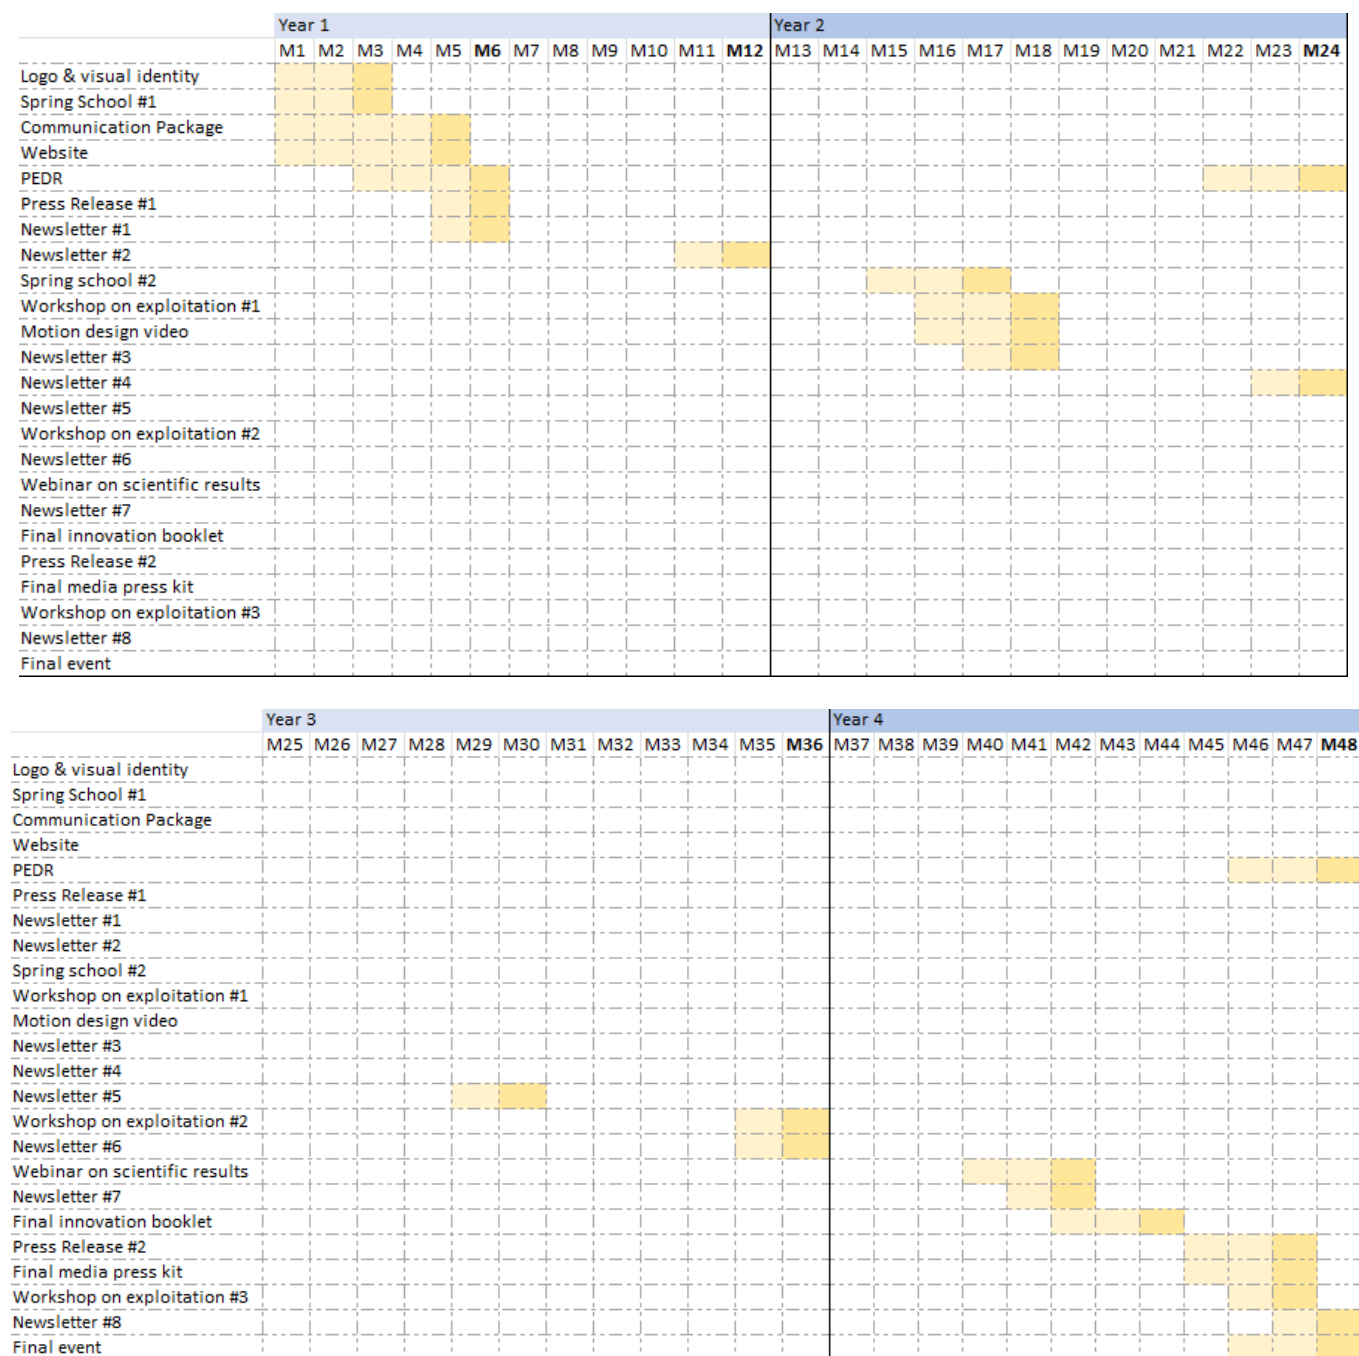 Year 1 Year 2
M1 M2 M3 M4 M5 M6 M7 M8 M9 M10 M11 M12 M13 M14 M15 M16 M17 M18 M19 M20 M21 M22 M23 M24
Logo & visual identity
Spring School #1
Communication Package
Website
PEDR
Press Release #1
Newsletter #1
Newsletter #2
Spring school #2
Workshop on exploitation #1
Motion design video
Newsletter #3
Newsletter #4
Newsletter #5
Workshop on exploitation #2
Newsletter #6
Webinar on scientific results
Newsletter #7
Final innovation booklet
Press Release #2
Final media press kit
Workshop on exploitation #3
Newsletter #8
Final event
Year 3 Year 4
M25 M26 M27 M28 M29 M30 M31 M32 M33 M34 M35 M36 M37 M38 M39 M40 M41 M42 M43 M44 M45 M46 M47 M48
Logo & visual identity
Spring School #1
Communication Package
Website
PEDR
Press Release #1
Newsletter #1
Newsletter #2
Spring school #2
Workshop on exploitation #1
Motion design video
Newsletter #3
Newsletter #4
Newsletter #5
Workshop on exploitation #2
Newsletter #6
Webinar on scientific results
Newsletter #7
Final innovation booklet
Press Release #2
Final media press kit
Workshop on exploitation #3
Newsletter #8
Final event